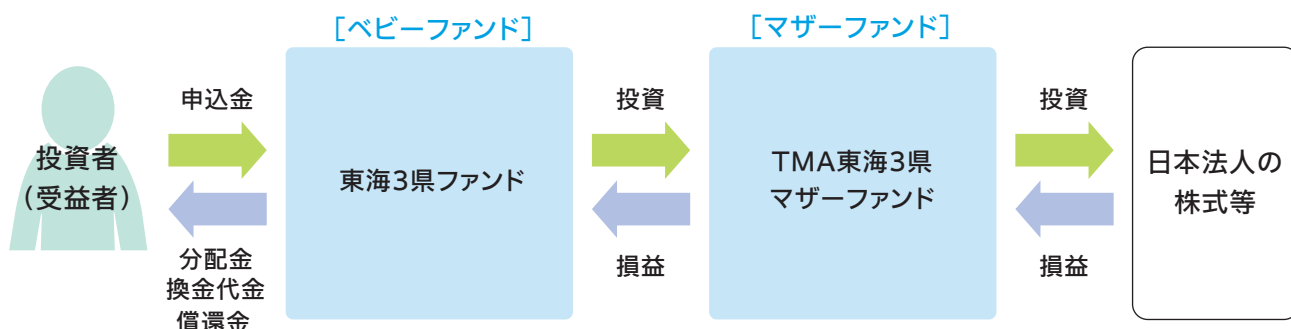 ［ベビーファンド］
［マザーファンド］
申込金
投資
投資
投資者
（受益者）
東海3県ファンド
TMA東海3県
マザーファンド
日本法人の
株式等
分配金
換金代金
償還金
損益
損益